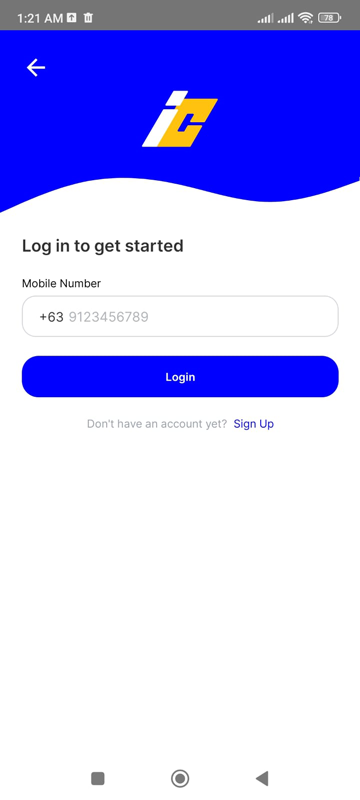 1:21 AM 78
iC
Log in to get started
Mobile Number
+63 9123456789
Login
Don't have an account yet? Sign Up